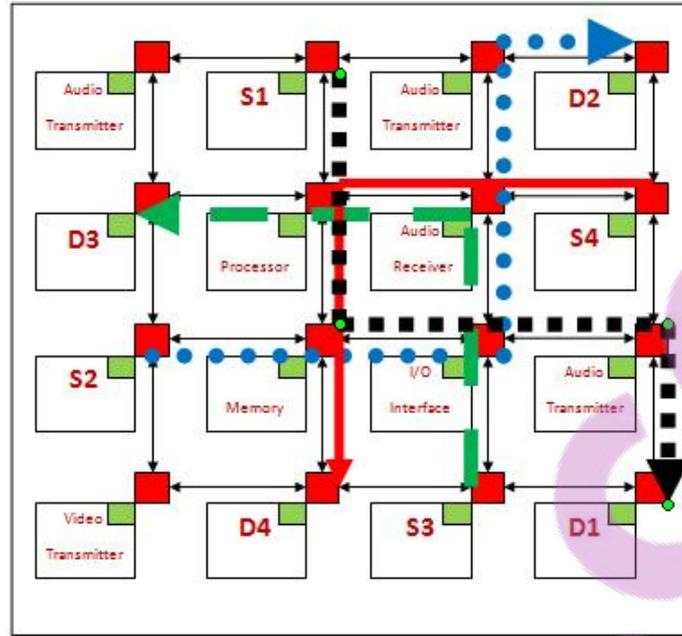 Audio
Transmitter
S1
Audio
Transmitter
D2
D3
Processor
Audio
Receiver
S4
S2
Memory
I/O
Interface
Audio
Transmitter
Video
Transmitter
D4
S3
D1